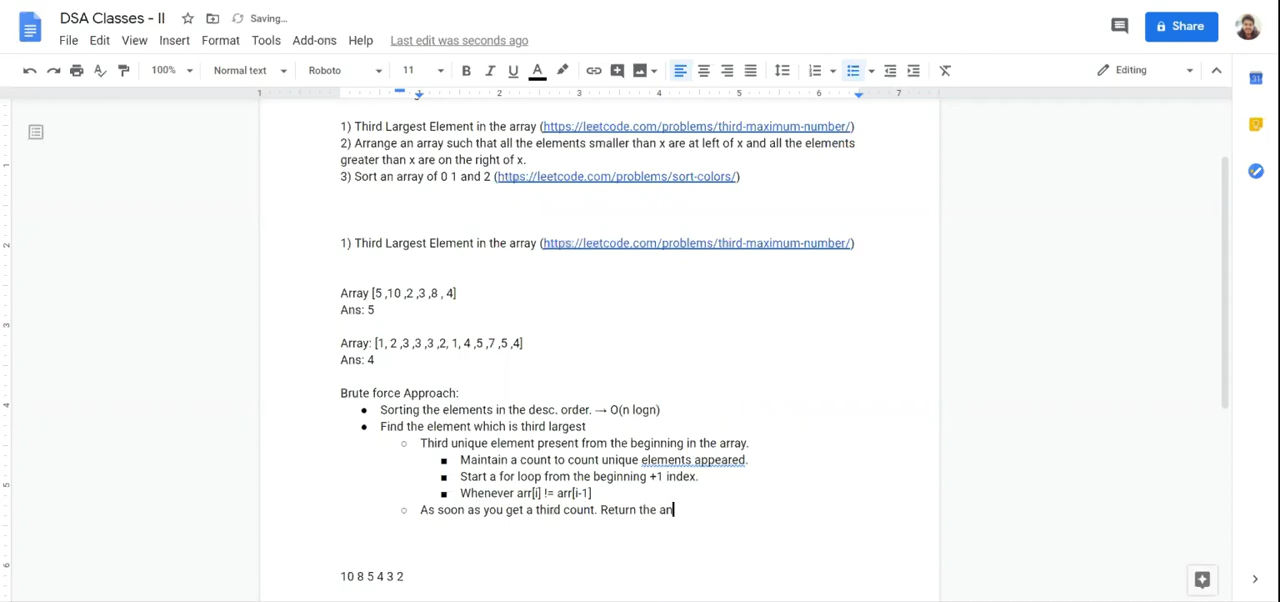 DSA Classes - II
Saving...
Share
File Edit View Insert Format Tools Add-ons Help Last edit was seconds ago
100% Normal text Roboto 11 B I U A Editing
1 1 2 3 4 5 6 7
31
1) Third Largest Element in the array (https://leetcode.com/problems/third-maximum-number/)
2) Arrange an array such that all the elements smaller than x are at left of x and all the elements
greater than x are on the right of x.
3) Sort an array of 0 1 and 2 (https://leetcode.com/problems/sort-colors/)
1) Third Largest Element in the array (https://leetcode.com/problems/third-maximum-number/)
Array [5 ,10 ,2 ,3 ,8 , 4]
Ans: 5
Array: [1, 2 ,3 ,3 ,3 ,2, 1, 4 ,5 ,7 ,5 ,4]
Ans: 4
Brute force Approach:
● Sorting the elements in the desc. order. → O(n logn)
● Find the element which is third largest
○ Third unique element present from the beginning in the array.
■ Maintain a count to count unique elements appeared.
■ Start a for loop from the beginning +1 index.
■ Whenever arr[i] != arr[i-1]
○ As soon as you get a third count. Return the an
10 8 5 4 3 2